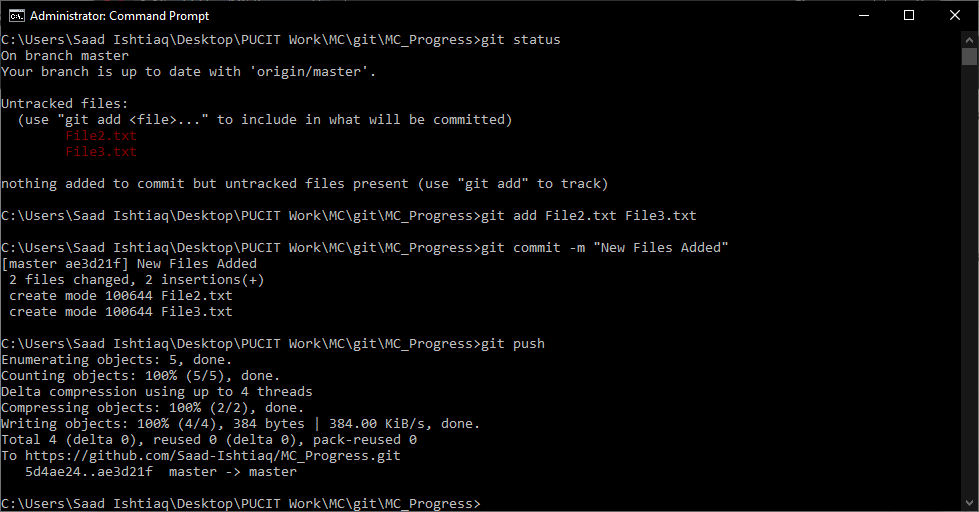 Administrator: Command Prompt
C:\Users\Saad Ishtiaq\Desktop\PUCIT Work\MC\git\MC_Progress>git status
On branch master
Your branch is up to date with 'origin/master'.
Untracked files:
  (use "git add <file>..." to include in what will be committed)
        File2.txt
        File3.txt
nothing added to commit but untracked files present (use "git add" to track)
C:\Users\Saad Ishtiaq\Desktop\PUCIT Work\MC\git\MC_Progress>git add File2.txt File3.txt
C:\Users\Saad Ishtiaq\Desktop\PUCIT Work\MC\git\MC_Progress>git commit -m "New Files Added"
[master ae3d21f] New Files Added
 2 files changed, 2 insertions(+)
 create mode 100644 File2.txt
 create mode 100644 File3.txt
C:\Users\Saad Ishtiaq\Desktop\PUCIT Work\MC\git\MC_Progress>git push
Enumerating objects: 5, done.
Counting objects: 100% (5/5), done.
Delta compression using up to 4 threads
Compressing objects: 100% (2/2), done.
Writing objects: 100% (4/4), 384 bytes | 384.00 KiB/s, done.
Total 4 (delta 0), reused 0 (delta 0), pack-reused 0
To https://github.com/Saad-Ishtiaq/MC_Progress.git
   5d4ae24..ae3d21f  master -> master
C:\Users\Saad Ishtiaq\Desktop\PUCIT Work\MC\git\MC_Progress>